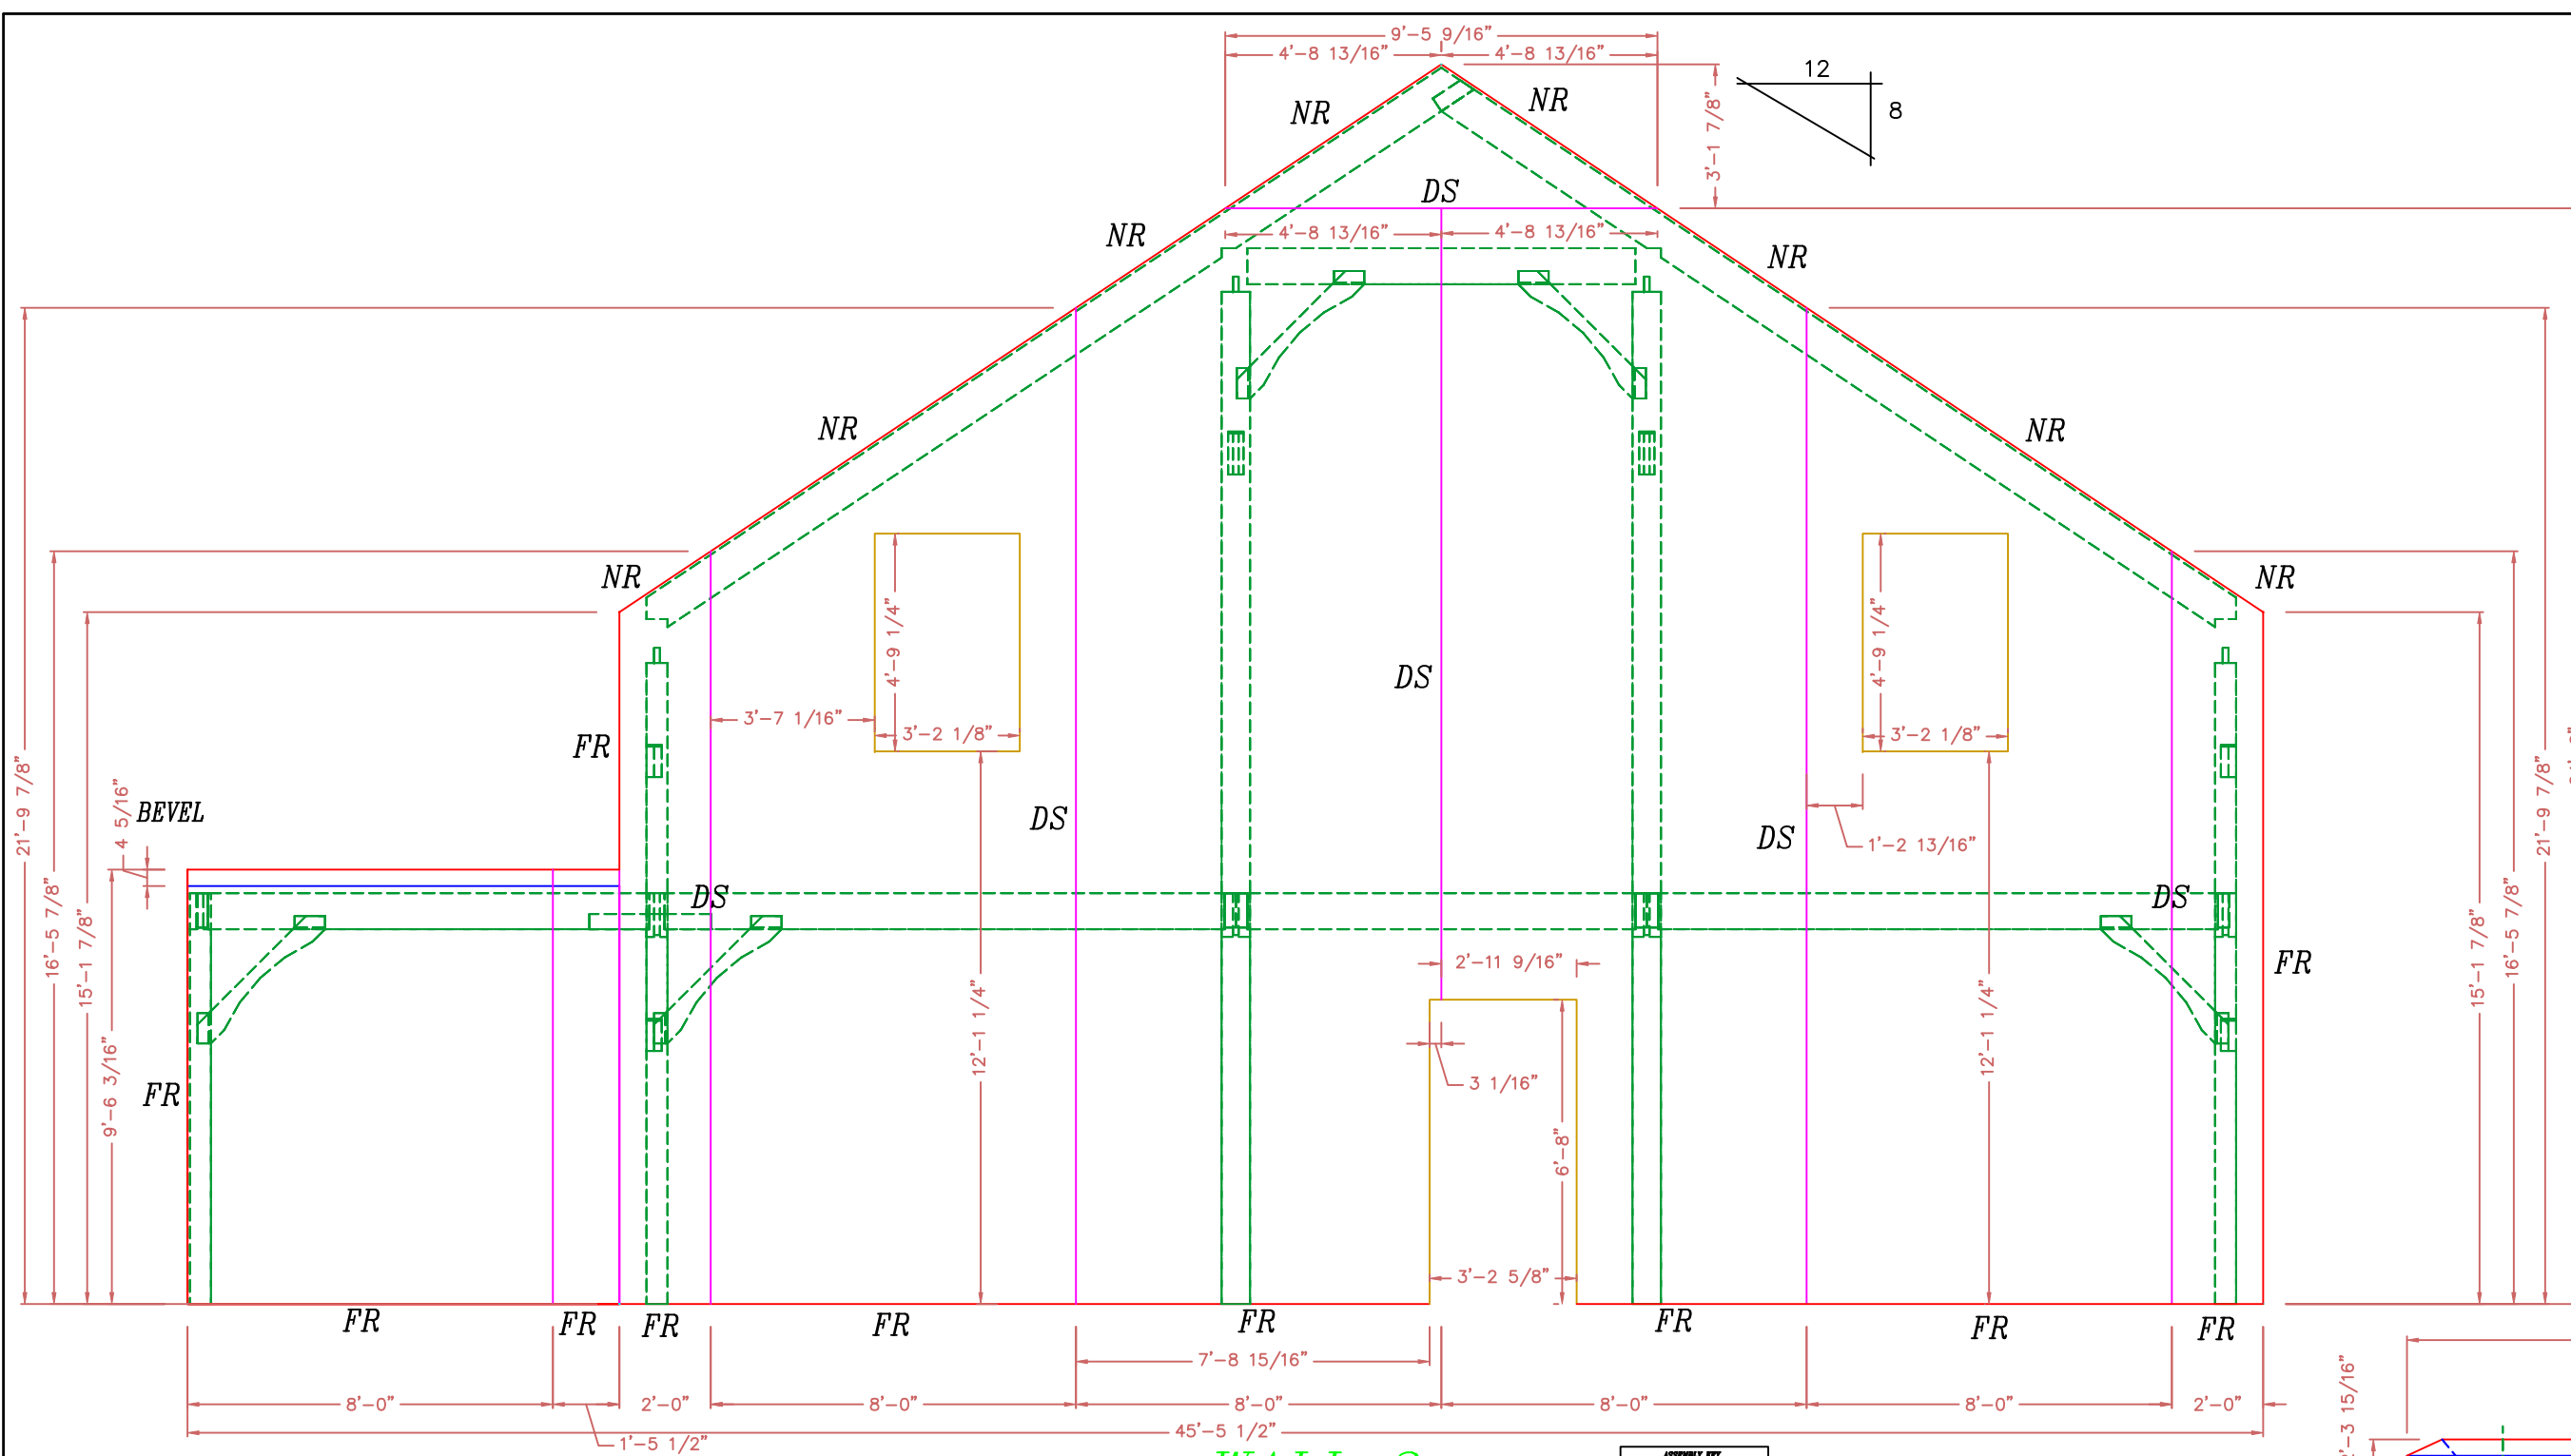 9'-5 9/16"
4'-8 13/16" 4'-8 13/16"
12
8
NR NR
3'-1 7/8"
DS
NR 4'-8 13/16" 4'-8 13/16" NR
NR NR
NR NR
4'-9 1/4" 4'-9 1/4"
DS
3'-7 1/16" 3'-2 1/8" 3'-2 1/8"
FR
21'-9 7/8"
4 5/16"
BEVEL DS DS
1'-2 13/16"
21'-9 7/8"
DS DS
16'-5 7/8"
15'-1 7/8"
2'-11 9/16"
FR
15'-1 7/8"
16'-5 7/8"
12'-1 1/4" 12'-1 1/4"
9'-6 3/16"
FR
3 1/16"
6'-8"
3'-2 5/8"
FR FR FR FR FR FR FR FR
7'-8 15/16"
8'-0" 2'-0" 8'-0" 8'-0" 8'-0" 8'-0" 2'-0"
45'-5 1/2"
1'-5 1/2"
'-3 15/16"
ASSEMBLY KEY